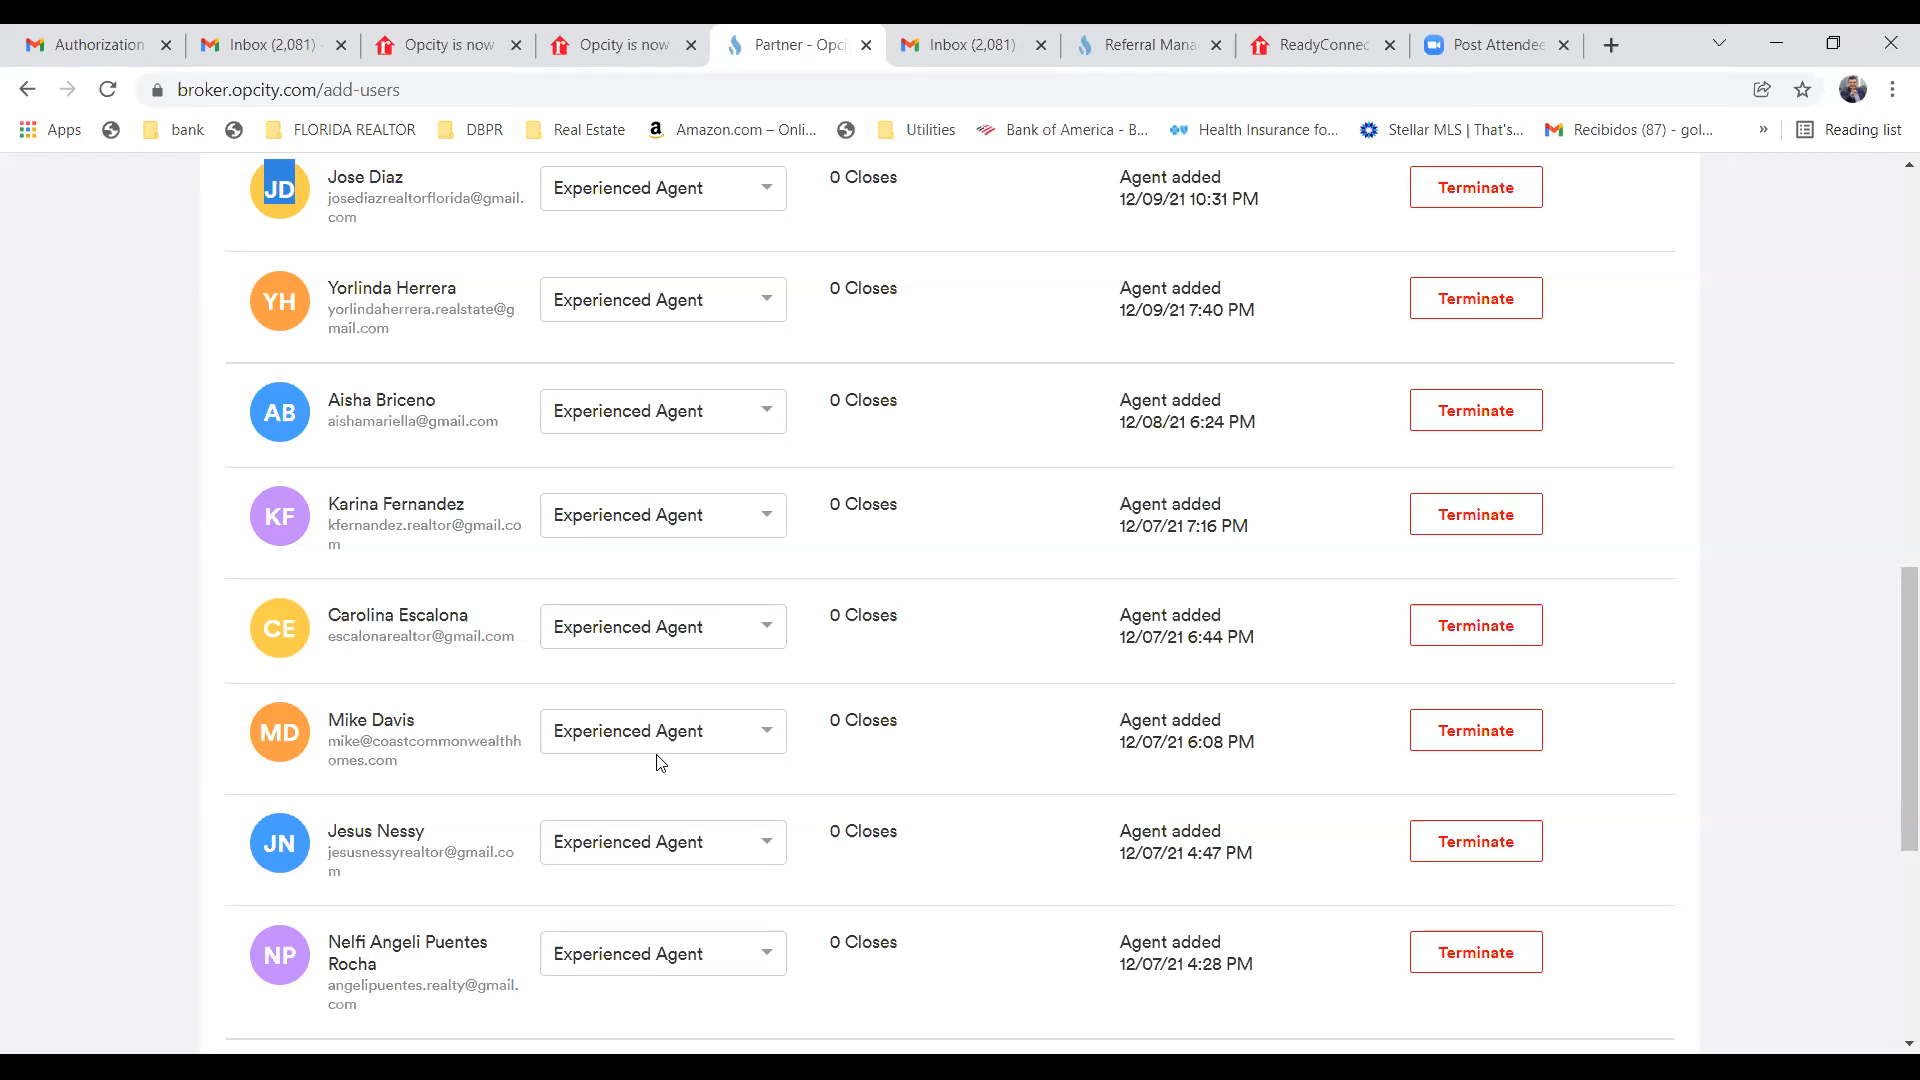 Authorization
Inbox (2,081)
Opcity is now
Opcity is now
Partner - Opci
Inbox (2,081)
Referral Mana
ReadyConnec
Post Attendee
broker.opcity.com/add-users
Apps
bank
FLORIDA REALTOR
DBPR
Real Estate
Amazon.com – Onli...
Utilities
Bank of America - B...
Health Insurance fo...
Stellar MLS | That's...
Recibidos (87) - gol...
»
Reading list
JD
Jose Diaz
josediazrealtorflorida@gmail.
com
Experienced Agent
0 Closes
Agent added
12/09/21 10:31 PM
Terminate
YH
Yorlinda Herrera
yorlindaherrera.realstate@g
mail.com
Experienced Agent
0 Closes
Agent added
12/09/21 7:40 PM
Terminate
AB
Aisha Briceno
aishamariella@gmail.com
Experienced Agent
0 Closes
Agent added
12/08/21 6:24 PM
Terminate
KF
Karina Fernandez
kfernandez.realtor@gmail.co
m
Experienced Agent
0 Closes
Agent added
12/07/21 7:16 PM
Terminate
CE
Carolina Escalona
escalonarealtor@gmail.com
Experienced Agent
0 Closes
Agent added
12/07/21 6:44 PM
Terminate
MD
Mike Davis
mike@coastcommonwealthh
omes.com
Experienced Agent
0 Closes
Agent added
12/07/21 6:08 PM
Terminate
JN
Jesus Nessy
jesusnessyrealtor@gmail.co
m
Experienced Agent
0 Closes
Agent added
12/07/21 4:47 PM
Terminate
NP
Nelfi Angeli Puentes
Rocha
angelipuentes.realty@gmail.
com
Experienced Agent
0 Closes
Agent added
12/07/21 4:28 PM
Terminate